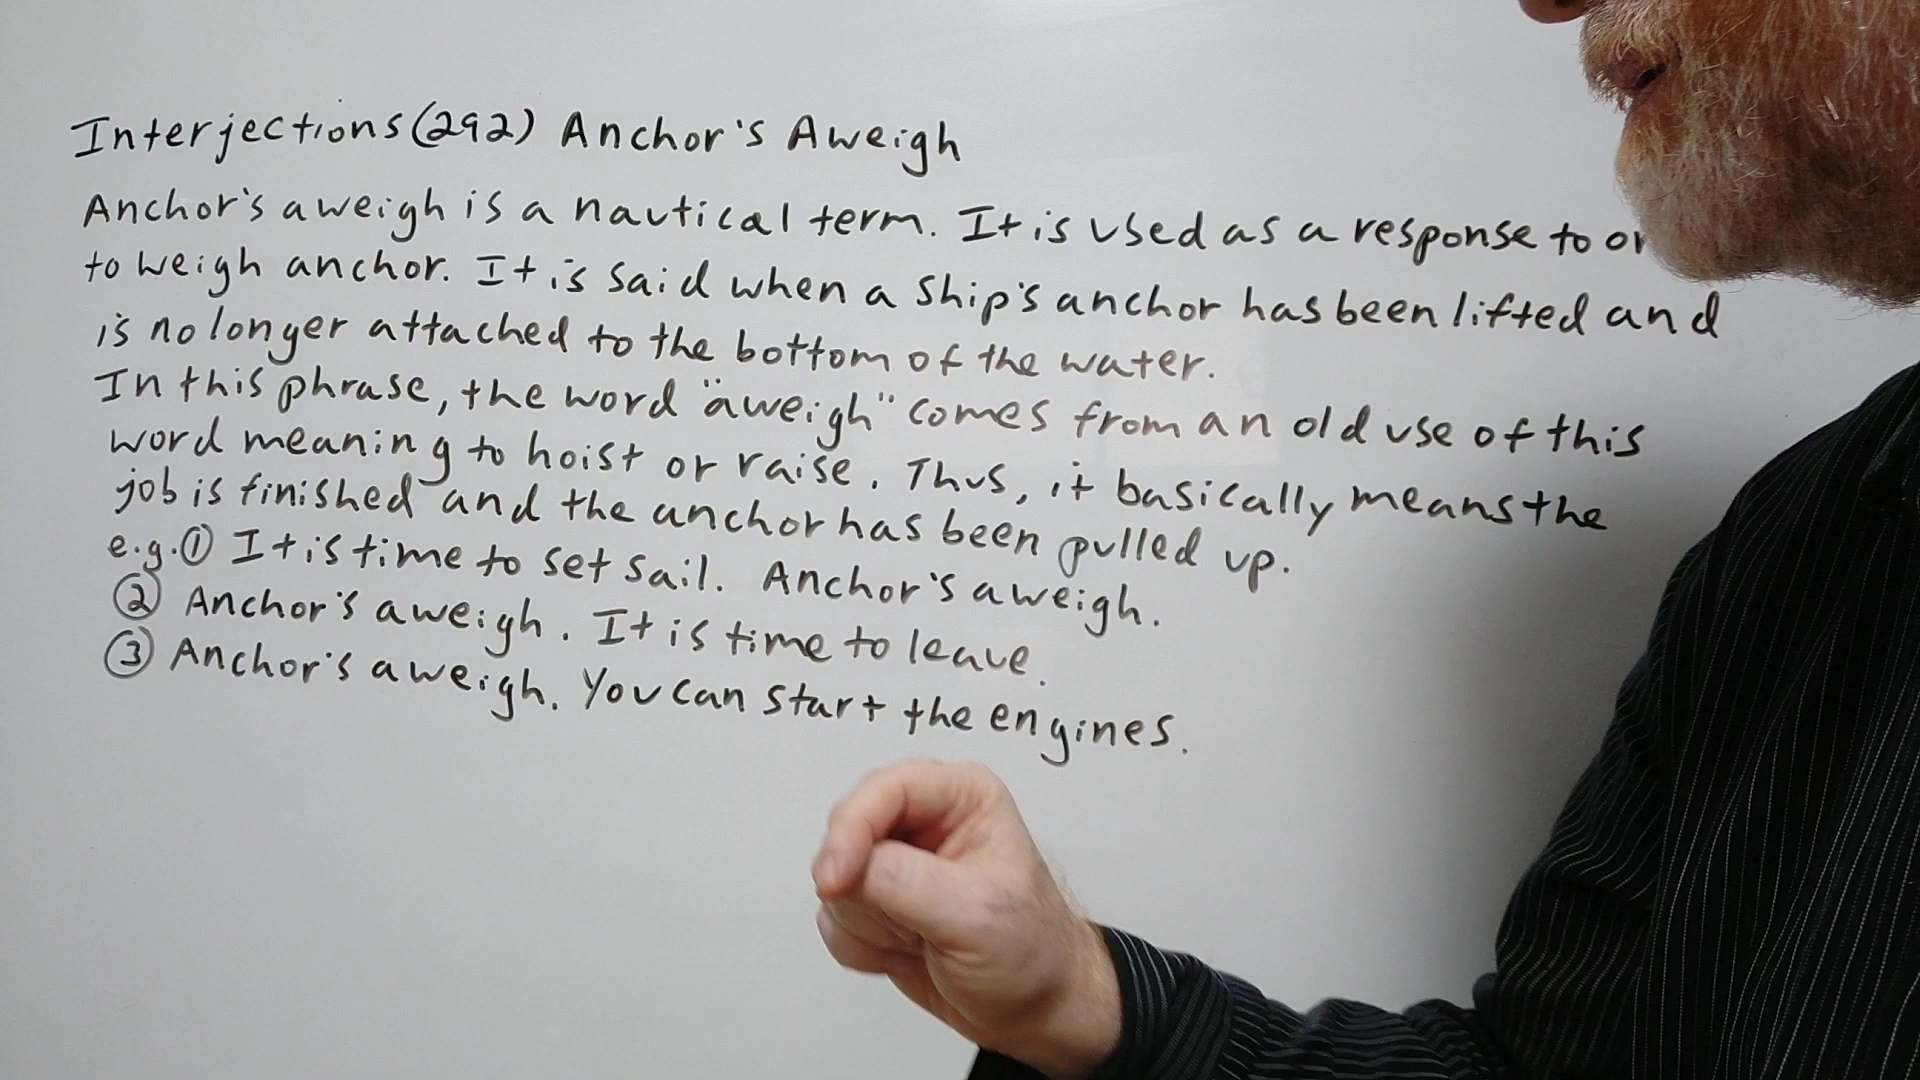 Interjections (292) Anchor's Aweigh
Anchor's aweigh is a nautical term. It is used as a response to
to weigh anchor. It is said when a ship's anchor has been lifted and
is no longer attached to the bottom of the water.
In this phrase, the word "aweigh" comes from an old use of this
word meaning to hoist or raise. Thus, it basically means the
job is finished and the anchor has been pulled up.
e.g. ① It is time to set sail. Anchor's aweigh.
② Anchor's aweigh. It is time to leave.
③ Anchor's aweigh. You can start the engines.